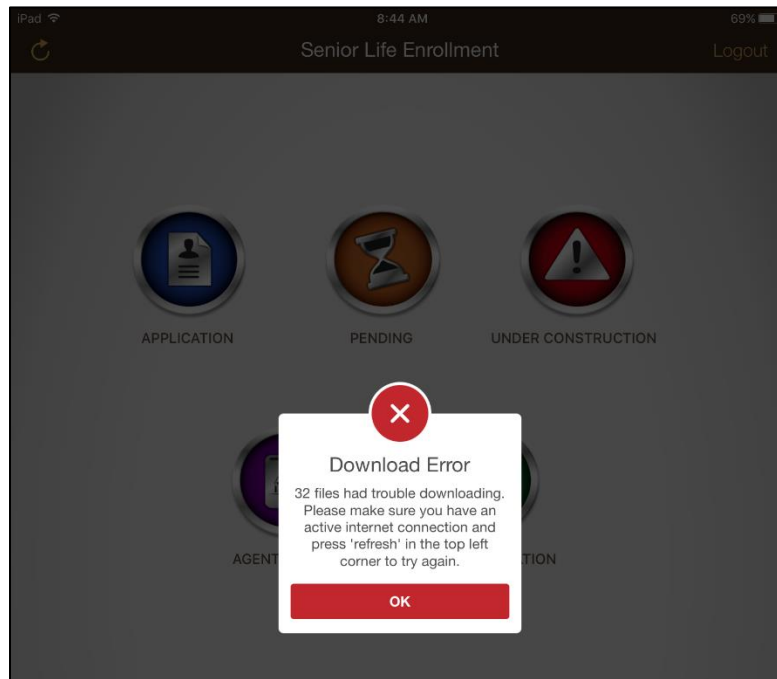 iPad 8:44 AM 69%
Senior Life Enrollment Logout
APPLICATION PENDING UNDER CONSTRUCTION
Download Error
32 files had trouble downloading.
Please make sure you have an
active internet connection and
press 'refresh' in the top left
corner to try again.
AGENT TION
OK